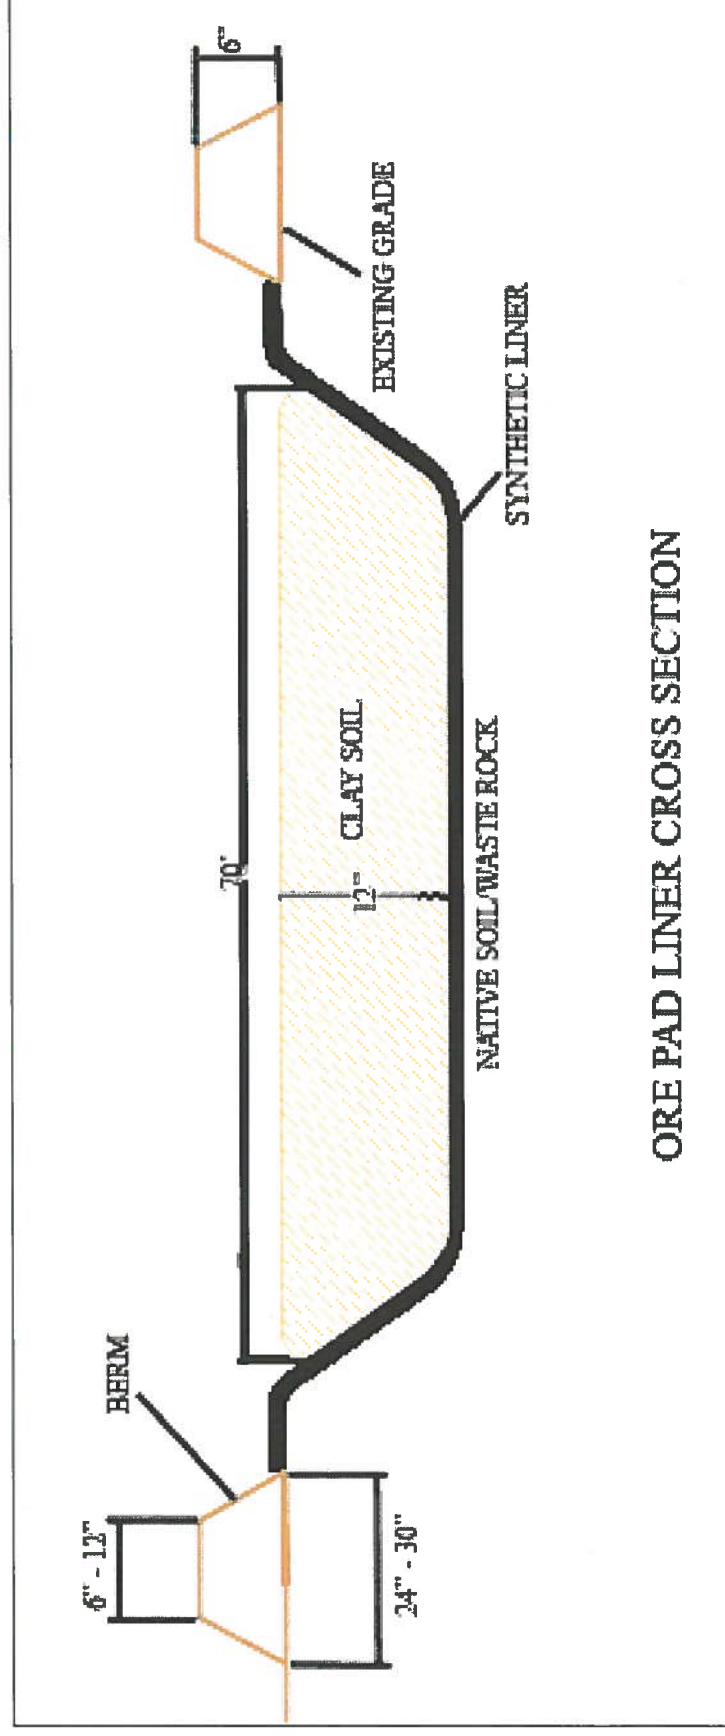 6" - 12"
BERM
24" - 30"
70'
12"
CLAY SOIL
NATIVE SOIL/WASTE ROCK
SYNTHETIC LINER
EXISTING GRADE
6"
ORE PAD LINER CROSS SECTION